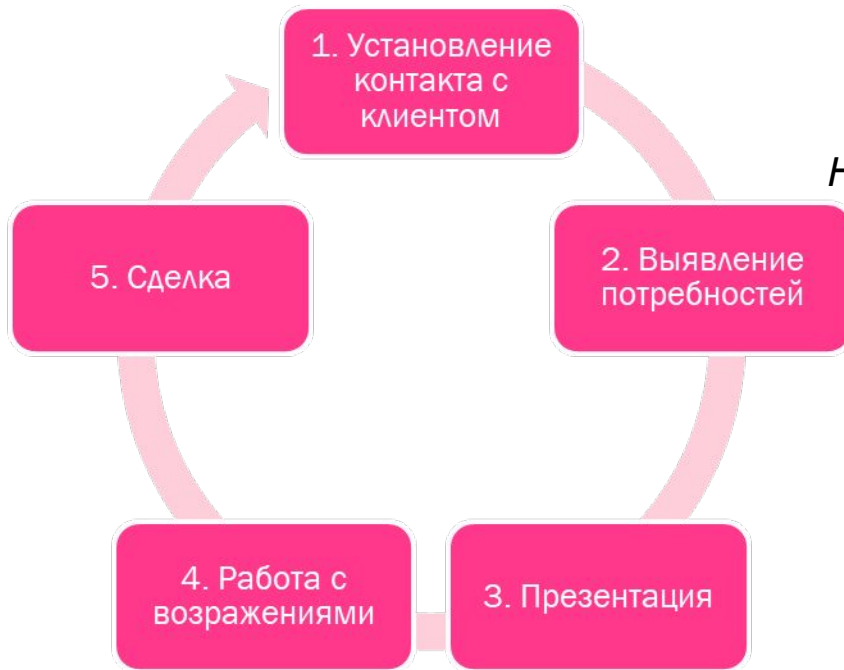 1. Установление
контакта с
клиентом
Н
2. Выявление
потребностей
3. Презентация
4. Работа с
возражениями
5. Сделка